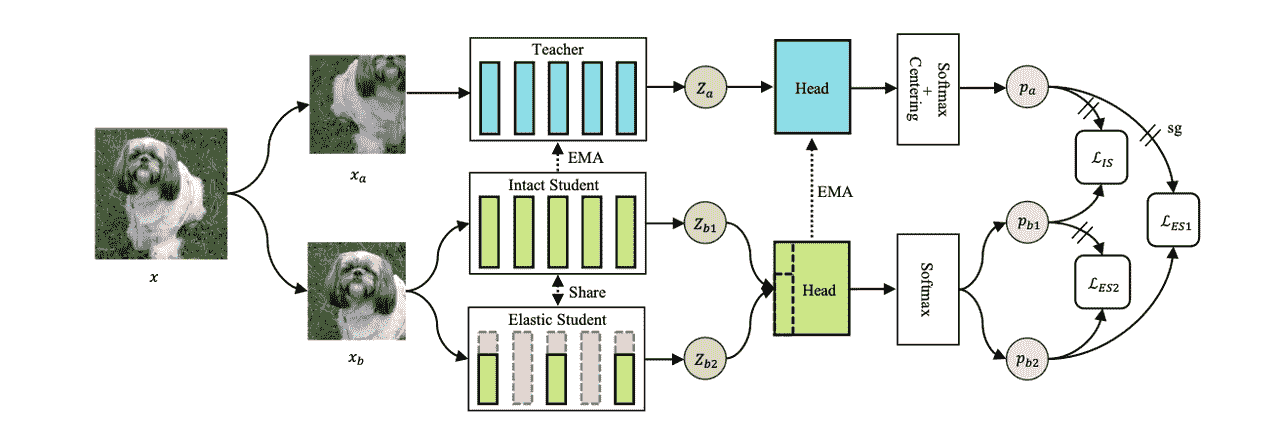 Teacher
Z_a
Head
Softmax
+
Centering
p_a
sg
x_a
EMA
ℒ_IS
x
Intact Student
EMA
Z_b1
p_b1
ℒ_ES1
Share
Head
Softmax
ℒ_ES2
Elastic Student
x_b
Z_b2
p_b2